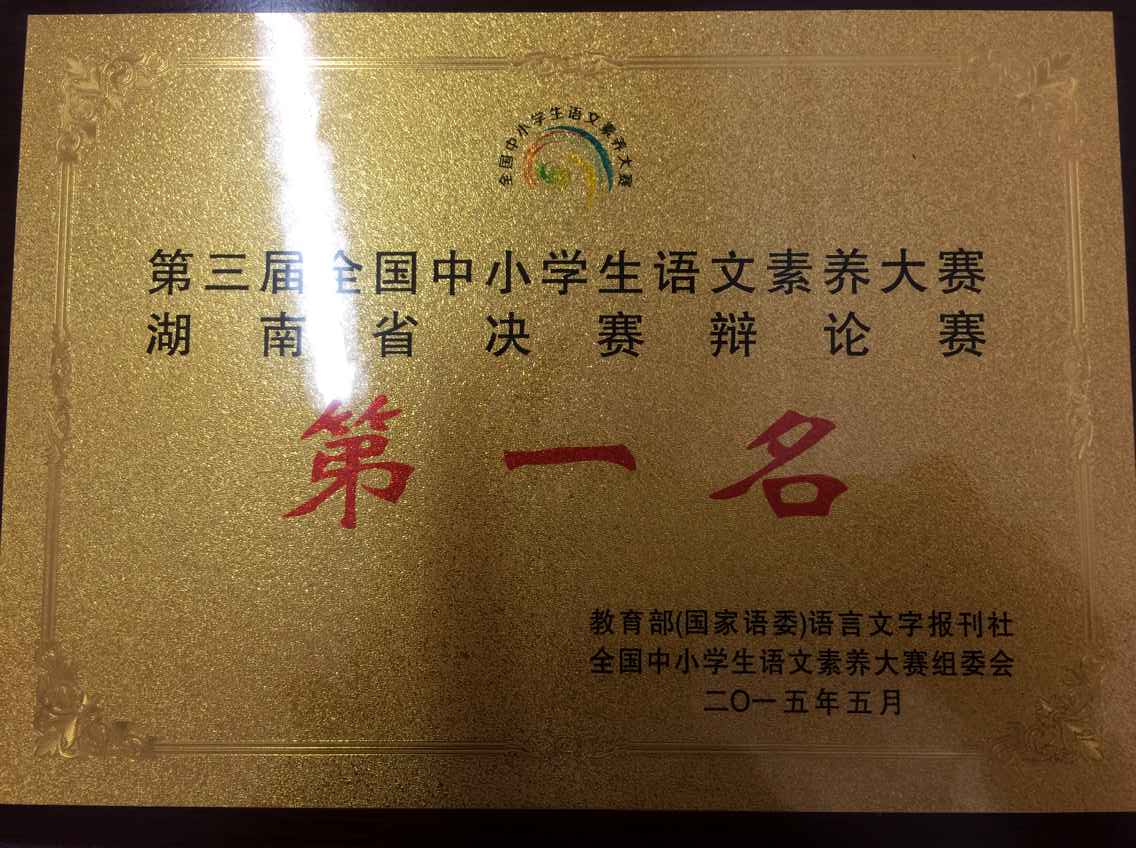 全国中小学生语文素养大赛
第三届全国中小学生语文素养大赛
湖南省决赛辩论赛
第一名
教育部(国家语委)语言文字报刊社
全国中小学生语文素养大赛组委会
二〇一五年五月